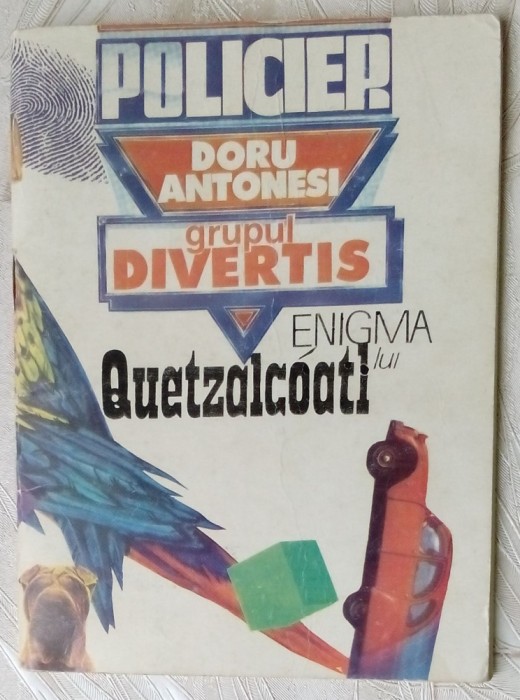 POLICIER
DORU
ANTONESI
grupul
DIVERTIS
ENIGMA
lui
Quetzalcóatl